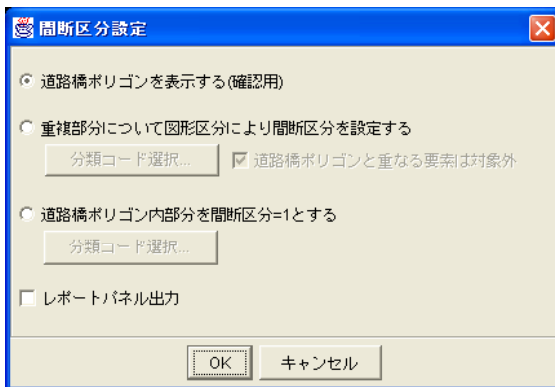 間断区分設定
道路橋ポリゴンを表示する(確認用)
重複部分について図形区分により間断区分を設定する
分類コード選択... 道路橋ポリゴンと重なる要素は対象外
道路橋ポリゴン内部分を間断区分=1とする
分類コード選択...
レポートパネル出力
OK キャンセル